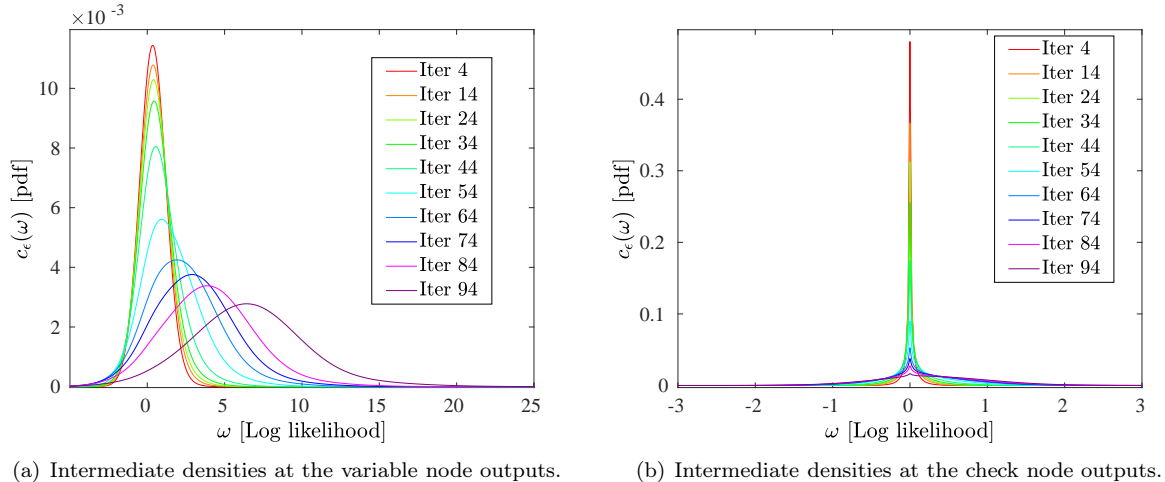 ×10 -3
10
8
6
4
2
0
0
5
10
15
20
25
c_ϵ(ω) [pdf]
ω [Log likelihood]
Iter 4
Iter 14
Iter 24
Iter 34
Iter 44
Iter 54
Iter 64
Iter 74
Iter 84
Iter 94
(a) Intermediate densities at the variable node outputs.
0.4
0.3
0.2
0.1
0
-3
-2
-1
0
1
2
3
c_ϵ(ω) [pdf]
ω [Log likelihood]
Iter 4
Iter 14
Iter 24
Iter 34
Iter 44
Iter 54
Iter 64
Iter 74
Iter 84
Iter 94
(b) Intermediate densities at the check node outputs.